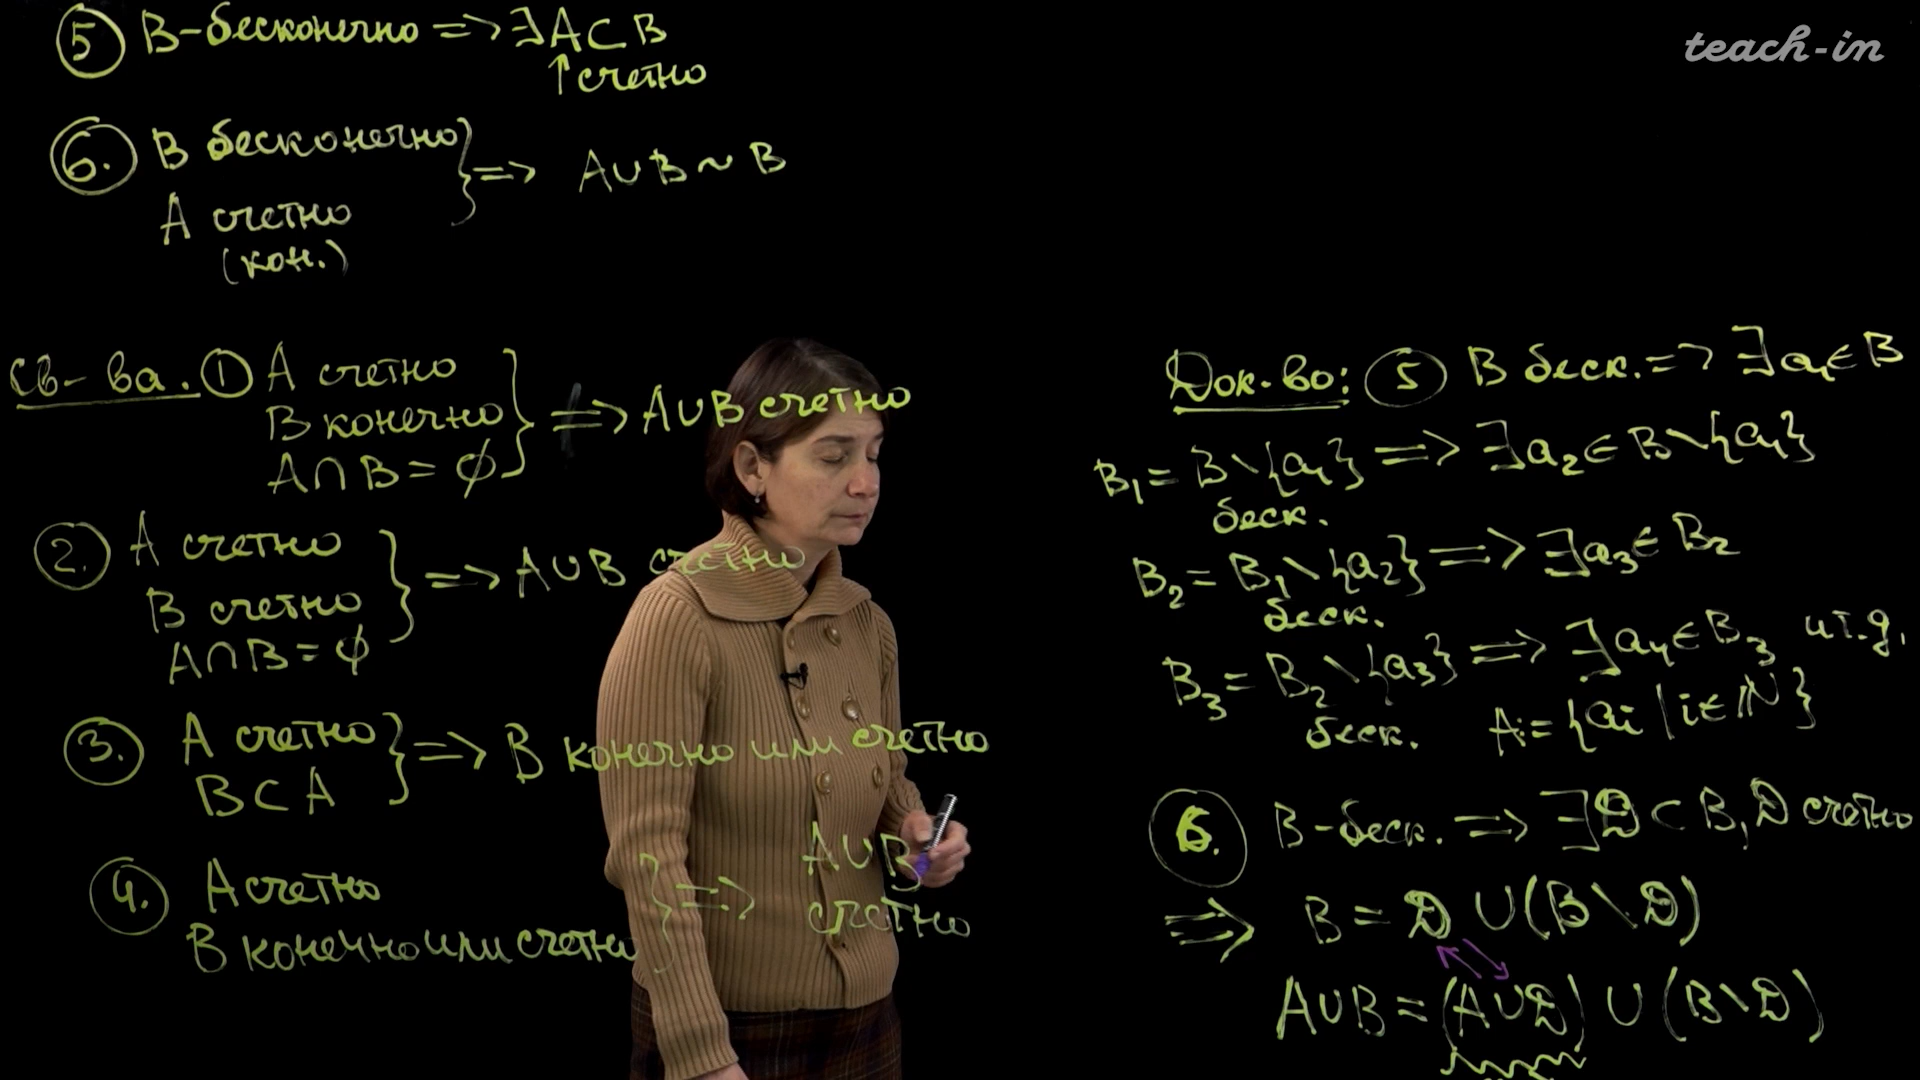 teach-in
⑤ B-бесконечно => ∃A⊂B
↑счетно
⑥. B бесконечно
A счетно
(кон.)
} => A∪B ~ B
Св-ва. ① A счетно
B конечно
A∩B = ∅
} => A∪B счетно
②. A счетно
B счетно
A∩B = ∅
} => A∪B счетно
③. A счетно
B⊂A
} => B конечно или счетно
④. A счетно
B конечно или счетно
} => A∪B
счетно
Док-во: ⑤ B беск. => ∃a₁∈B
B₁ = B∖{a₁} => ∃a₂∈B∖{a₁}
беск.
B₂ = B₁∖{a₂} => ∃a₃∈B₂
беск.
B₃ = B₂∖{a₃} => ∃a₄∈B₃ и т.д.
беск. A := {aᵢ | i∈ℕ}
⑥. B-беск. => ∃D⊂B, D счетно
=> B = D ∪ (B∖D)
A∪B = (A∪D) ∪ (B∖D)